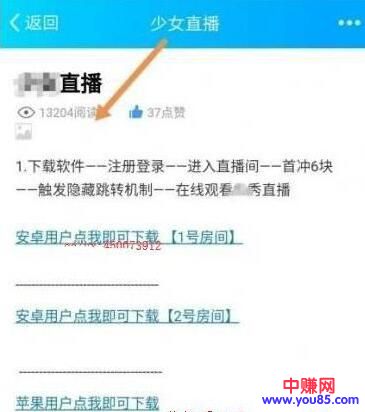 返回
少女直播
直播
13204阅读
37点赞
1.下载软件——注册登录——进入直播间——首冲6块
——触发隐藏跳转机制——在线观看 秀直播
安卓用户点我即可下载 【1号房间】
450073912
-----------------------------------
安卓用户点我即可下载【2号房间】
-----------------------------------
苹果用户点我即可下载
中赚网
www.you85.com